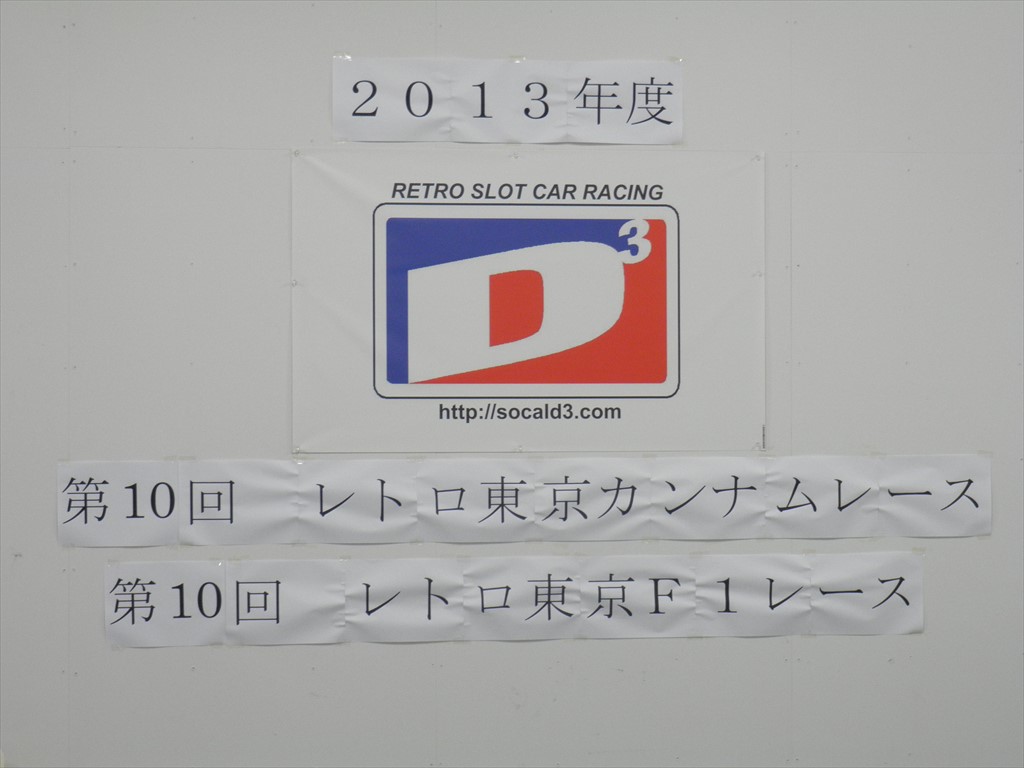 ２０１３年度
RETRO SLOT CAR RACING
D3
http://socald3.com
第10回　レトロ東京カンナムレース
第10回　レトロ東京Ｆ１レース